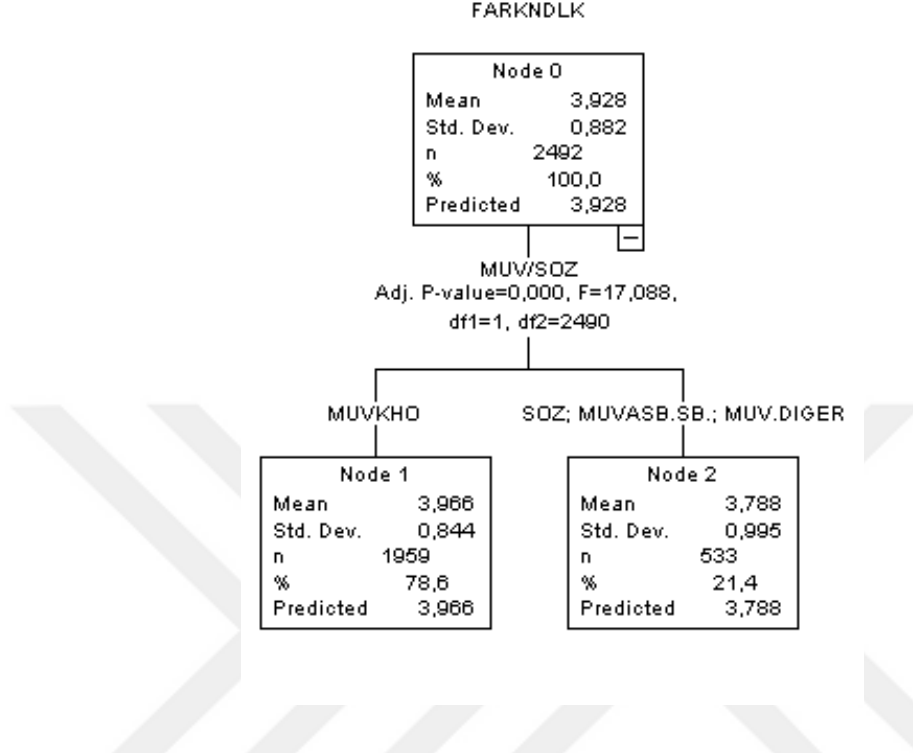 FARKNDLK
Node 0
Mean 3,928
Std. Dev. 0,882
n 2492
% 100,0
Predicted 3,928
MUV/SOZ
Adj. P-value=0,000, F=17,088,
df1=1, df2=2490
MUVKHO
SOZ; MUVASB.SB.; MUV.DIGER
Node 1
Mean 3,966
Std. Dev. 0,844
n 1959
% 78,6
Predicted 3,966
Node 2
Mean 3,788
Std. Dev. 0,995
n 533
% 21,4
Predicted 3,788